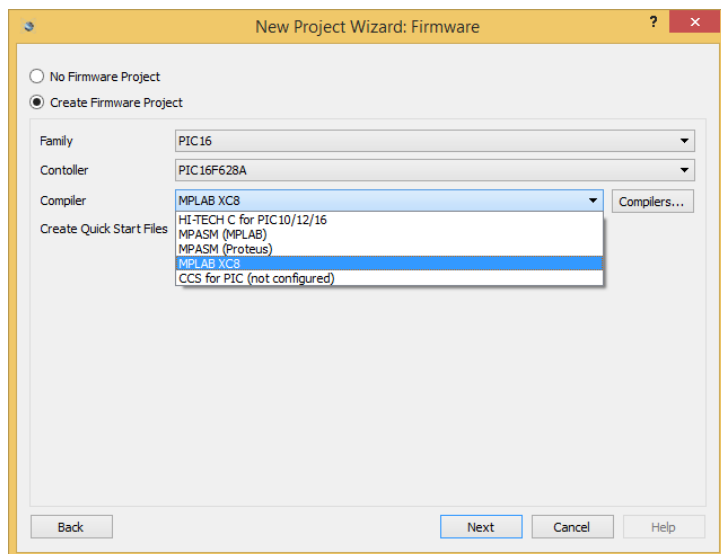 New Project Wizard: Firmware
?
×
No Firmware Project
Create Firmware Project
Family PIC16
Contoller PIC16F628A
Compiler MPLAB XC8 Compilers...
HI-TECH C for PIC10/12/16
Create Quick Start Files MPASM (MPLAB)
MPASM (Proteus)
MPLAB XC8
CCS for PIC (not configured)
Back Next Cancel Help